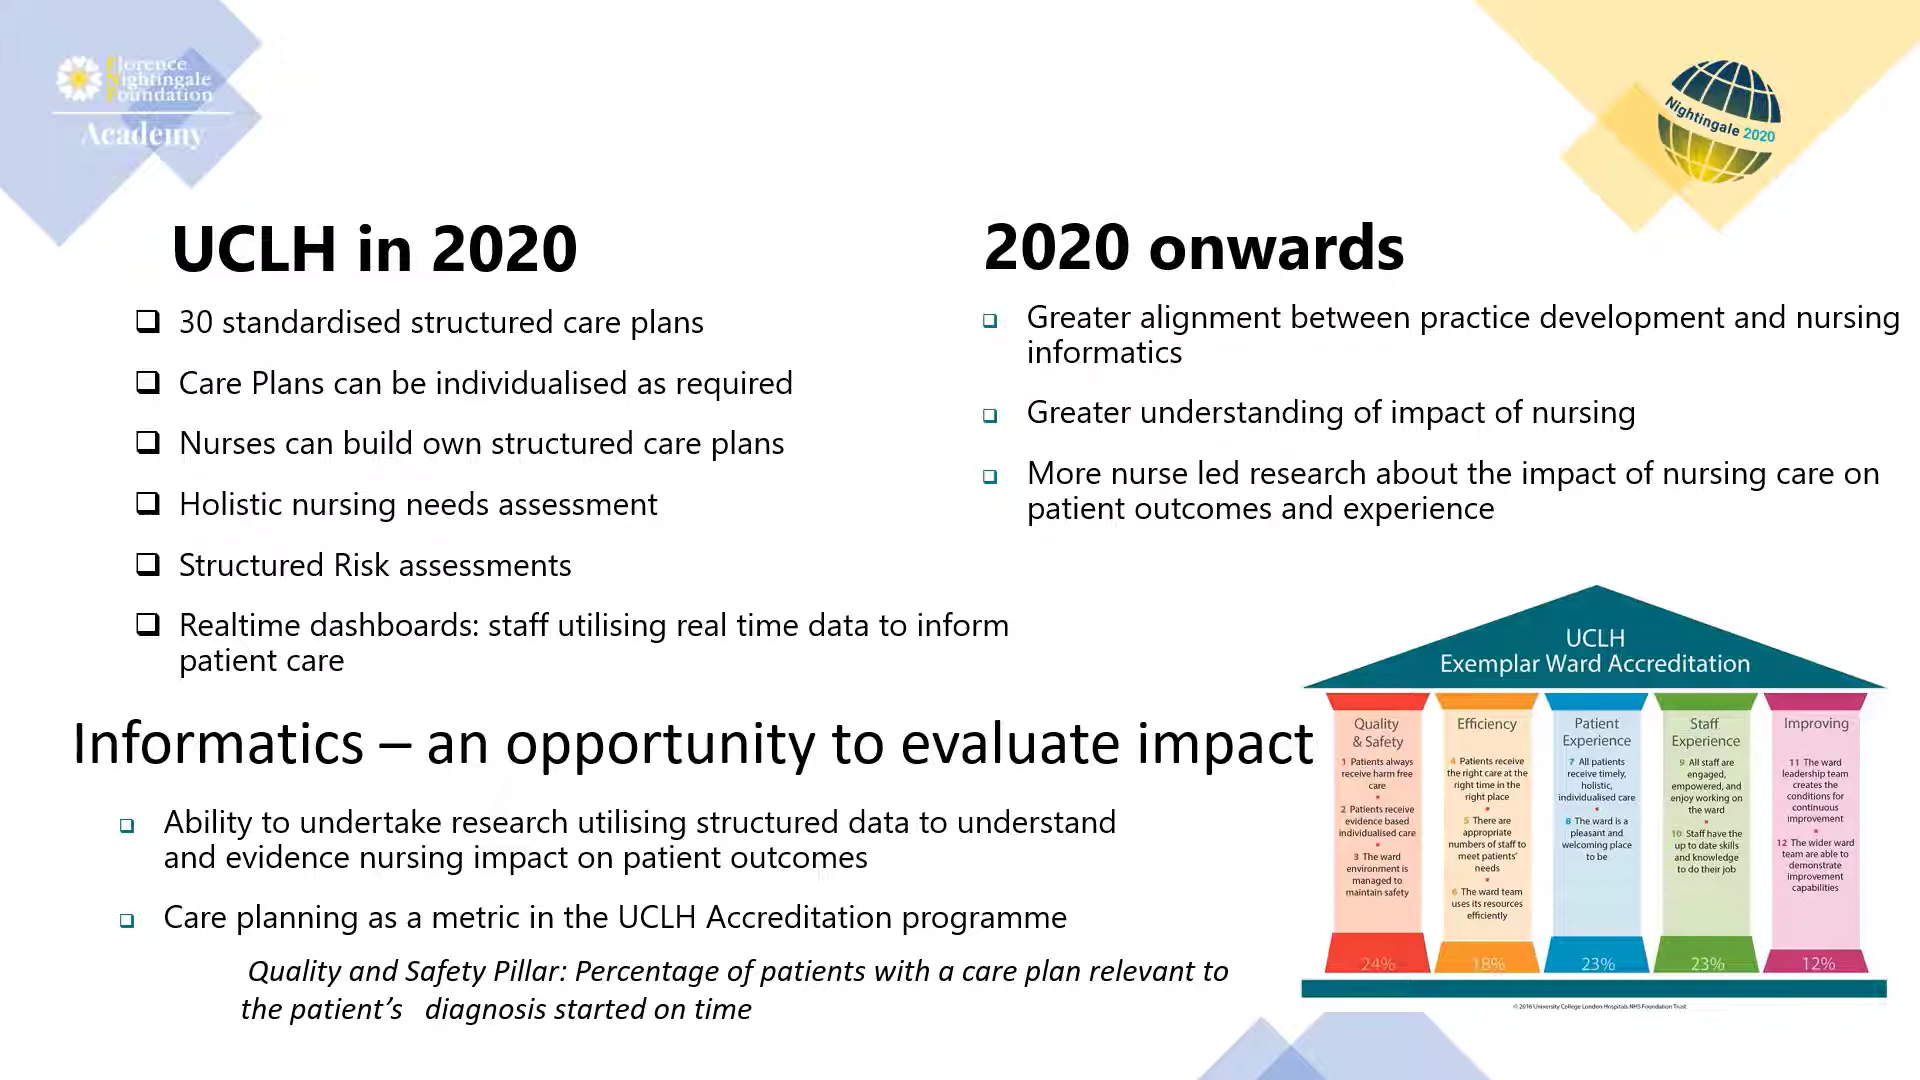 Florence
Nightingale
Foundation
Academy
Nightingale 2020
UCLH in 2020
30 standardised structured care plans
Care Plans can be individualised as required
Nurses can build own structured care plans
Holistic nursing needs assessment
Structured Risk assessments
Realtime dashboards: staff utilising real time data to inform
patient care
2020 onwards
Greater alignment between practice development and nursing
informatics
Greater understanding of impact of nursing
More nurse led research about the impact of nursing care on
patient outcomes and experience
Informatics – an opportunity to evaluate impact
Ability to undertake research utilising structured data to understand
and evidence nursing impact on patient outcomes
Care planning as a metric in the UCLH Accreditation programme
Quality and Safety Pillar: Percentage of patients with a care plan relevant to
the patient’s diagnosis started on time
UCLH
Exemplar Ward Accreditation
Quality
& Safety
1 Patients always
receive harm free
care
2 Patients receive
evidence based
individualised care
3 The ward
environment is
managed to
maintain safety
24%
Efficiency
4 Patients receive
the right care at the
right time in the
right place
5 There are
appropriate
numbers of staff to
meet patients'
needs
6 The ward team
uses its resources
efficiently
18%
Patient
Experience
7 All patients
receive timely,
holistic,
individualised care
8 The ward is a
pleasant and
welcoming place
to be
23%
Staff
Experience
9 All staff are
engaged,
empowered, and
enjoy working on
the ward
10 Staff have the
up to date skills
and knowledge
to do their job
23%
Improving
11 The ward
leadership team
creates the
conditions for
continuous
improvement
12 The wider ward
team are able to
demonstrate
improvement
capabilities
12%
© 2016 University College London Hospitals NHS Foundation Trust